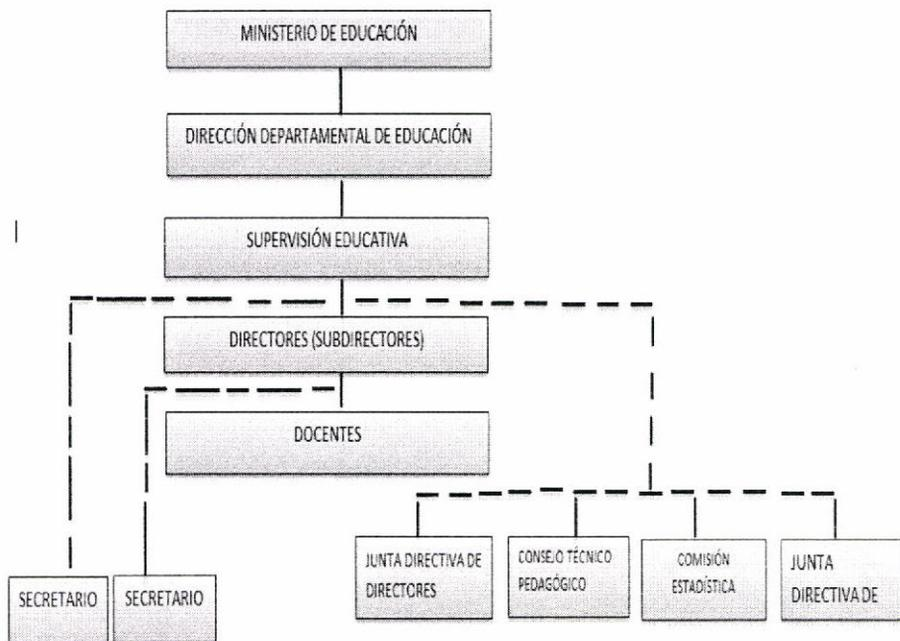 MINISTERIO DE EDUCACIÓN
DIRECCIÓN DEPARTAMENTAL DE EDUCACIÓN
SUPERVISIÓN EDUCATIVA
DIRECTORES (SUBDIRECTORES)
DOCENTES
JUNTA DIRECTIVA DE
DIRECTORES
CONSEJO TÉCNICO
PEDAGÓGICO
COMISIÓN
ESTADÍSTICA
JUNTA
DIRECTIVA DE
SECRETARIO
SECRETARIO